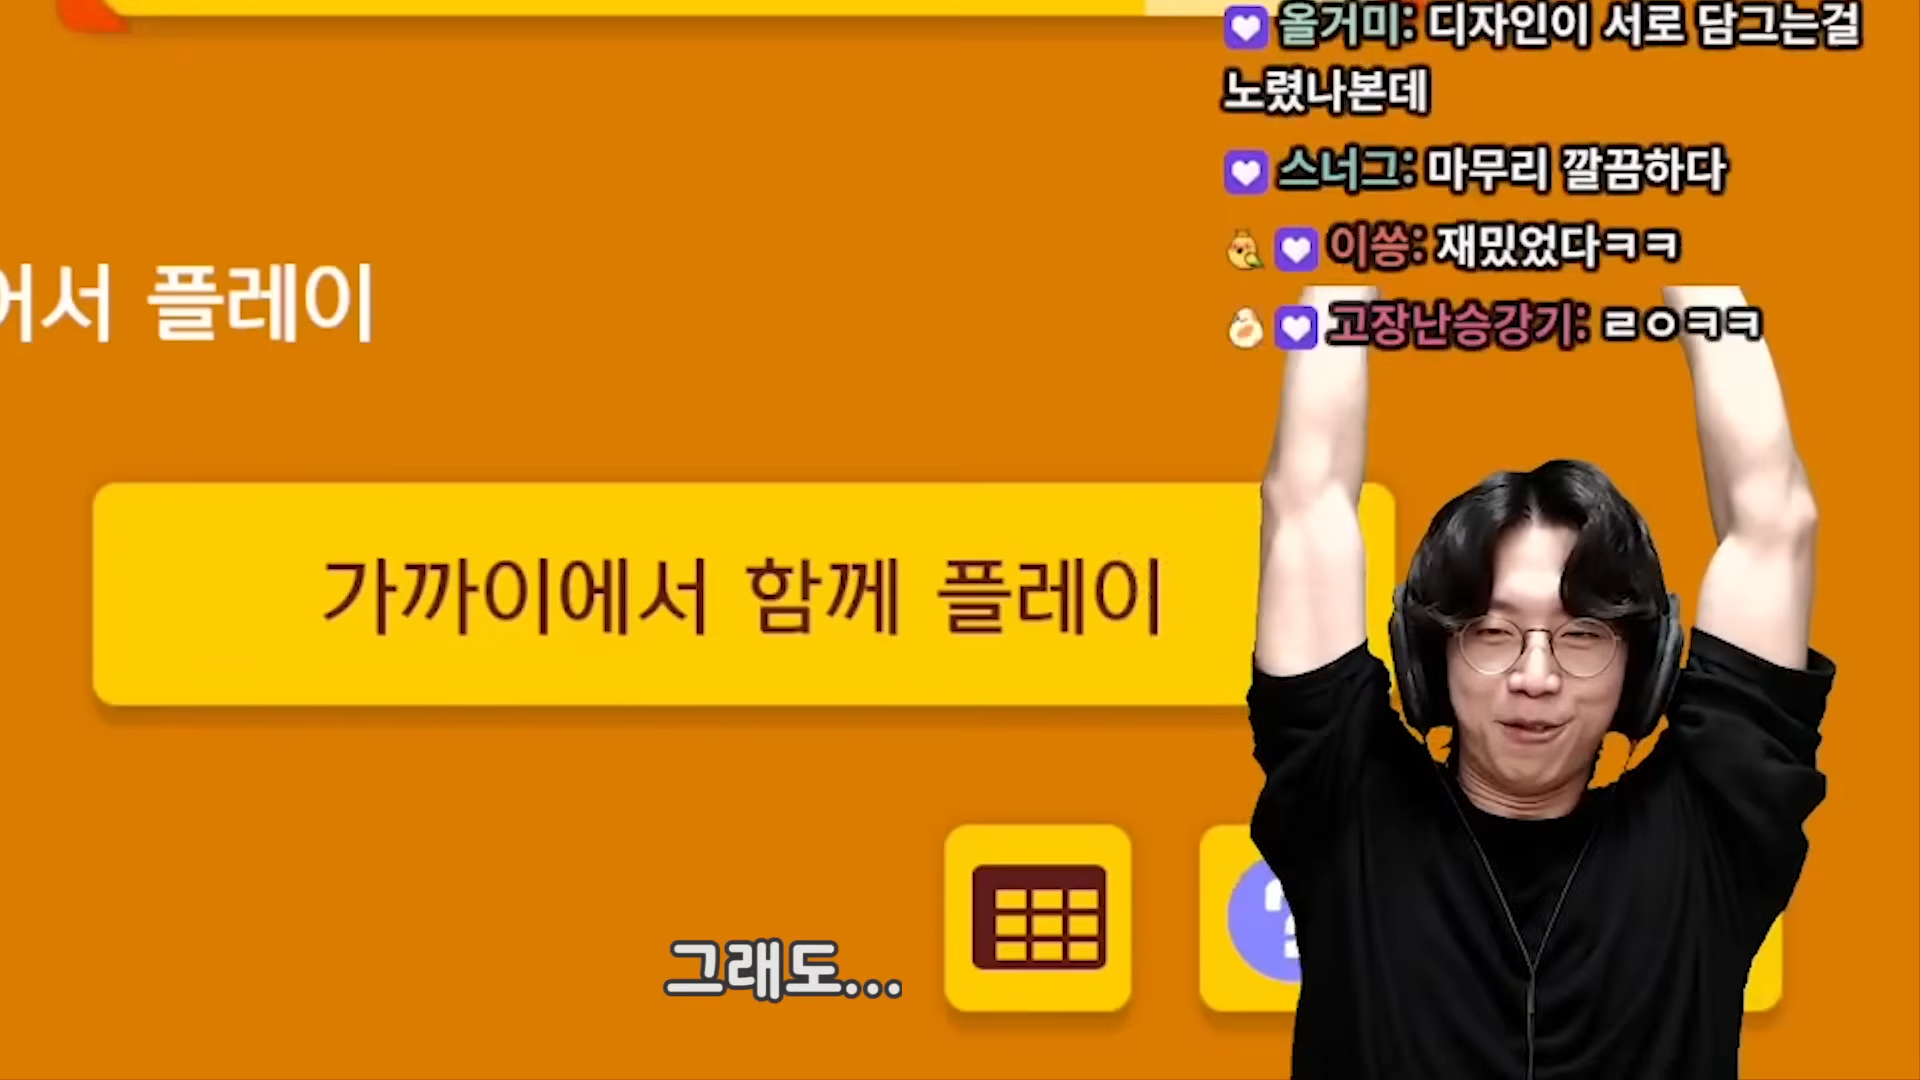 올거미: 디자인이 서로 담그는걸
노렸나본데
스너그: 마무리 깔끔하다
이쏭: 재밌었다ㅋㅋ
고장난승강기: ㄹㅇㅋㅋ
어서 플레이
가까이에서 함께 플레이
그래도...